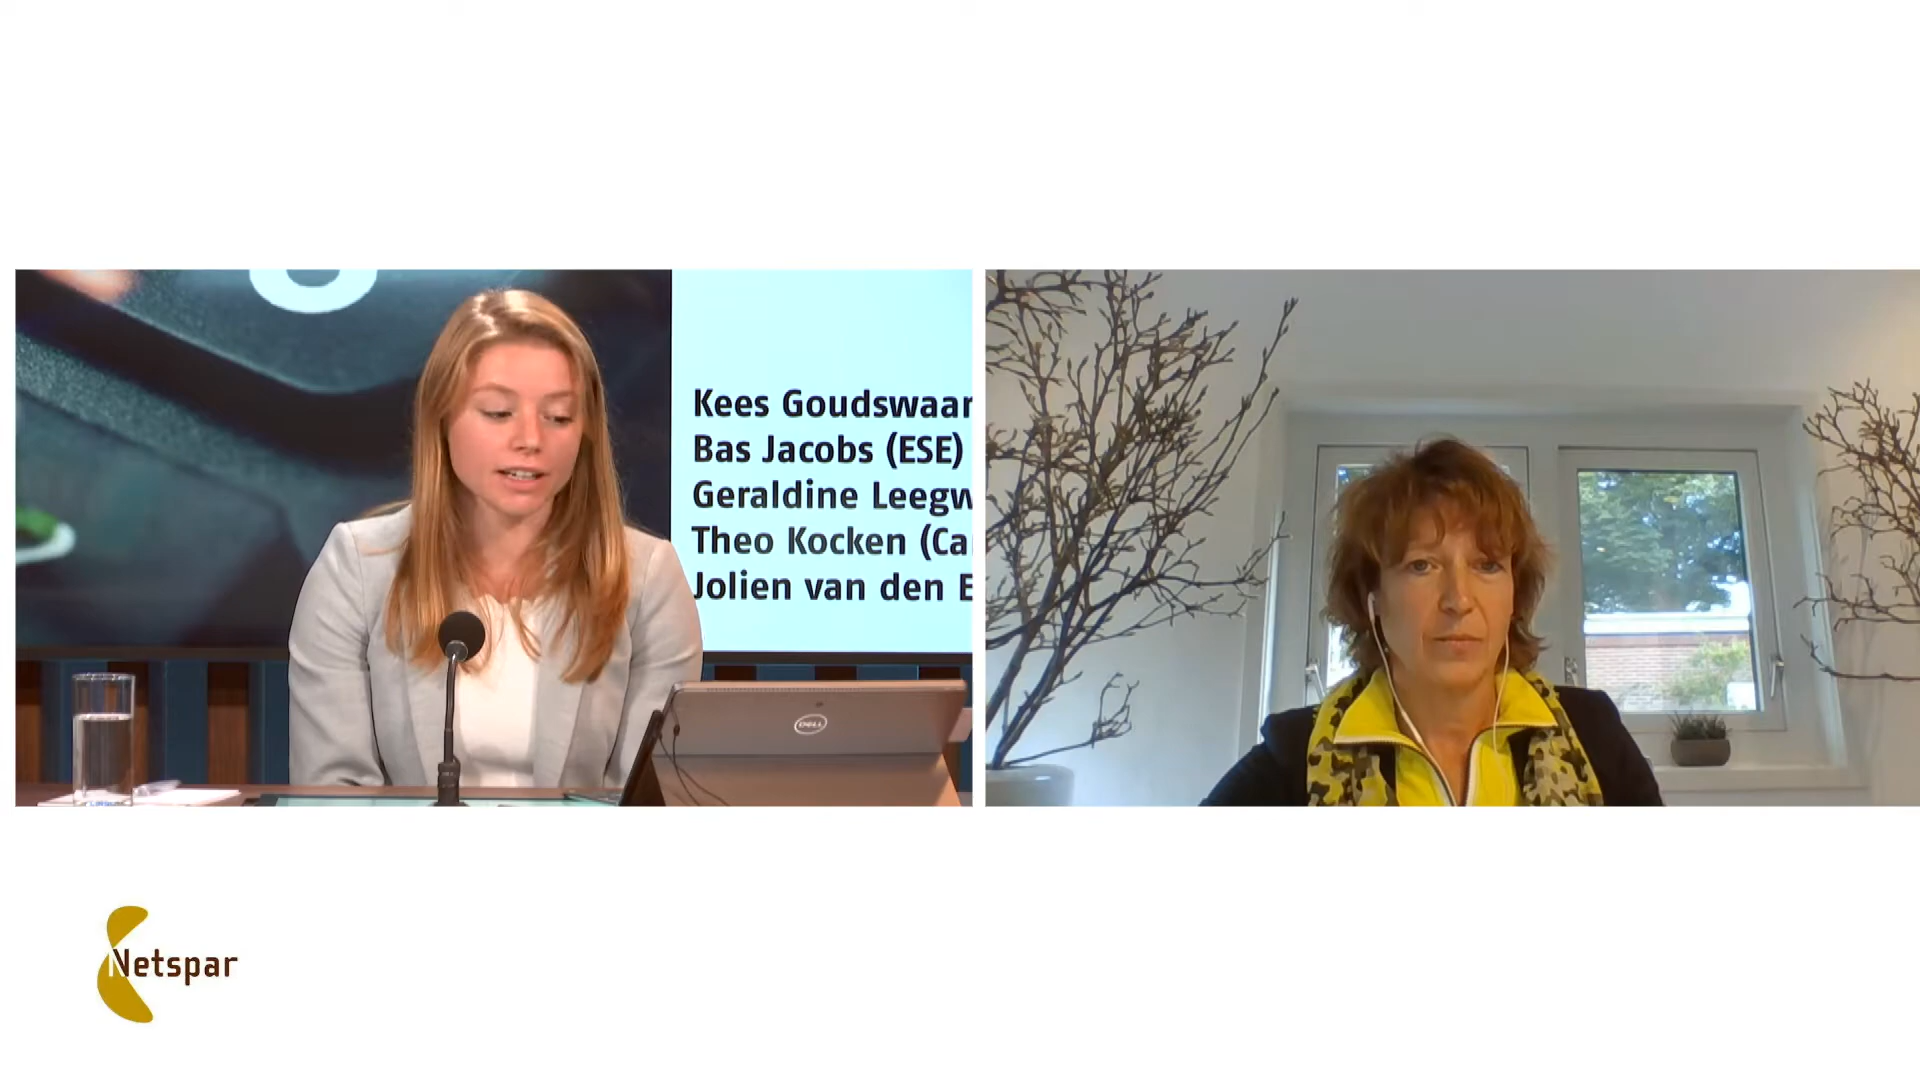 Kees Goudswaar
Bas Jacobs (ESE)
Geraldine Leegw
Theo Kocken (Ca
Jolien van den E
DELL
Netspar